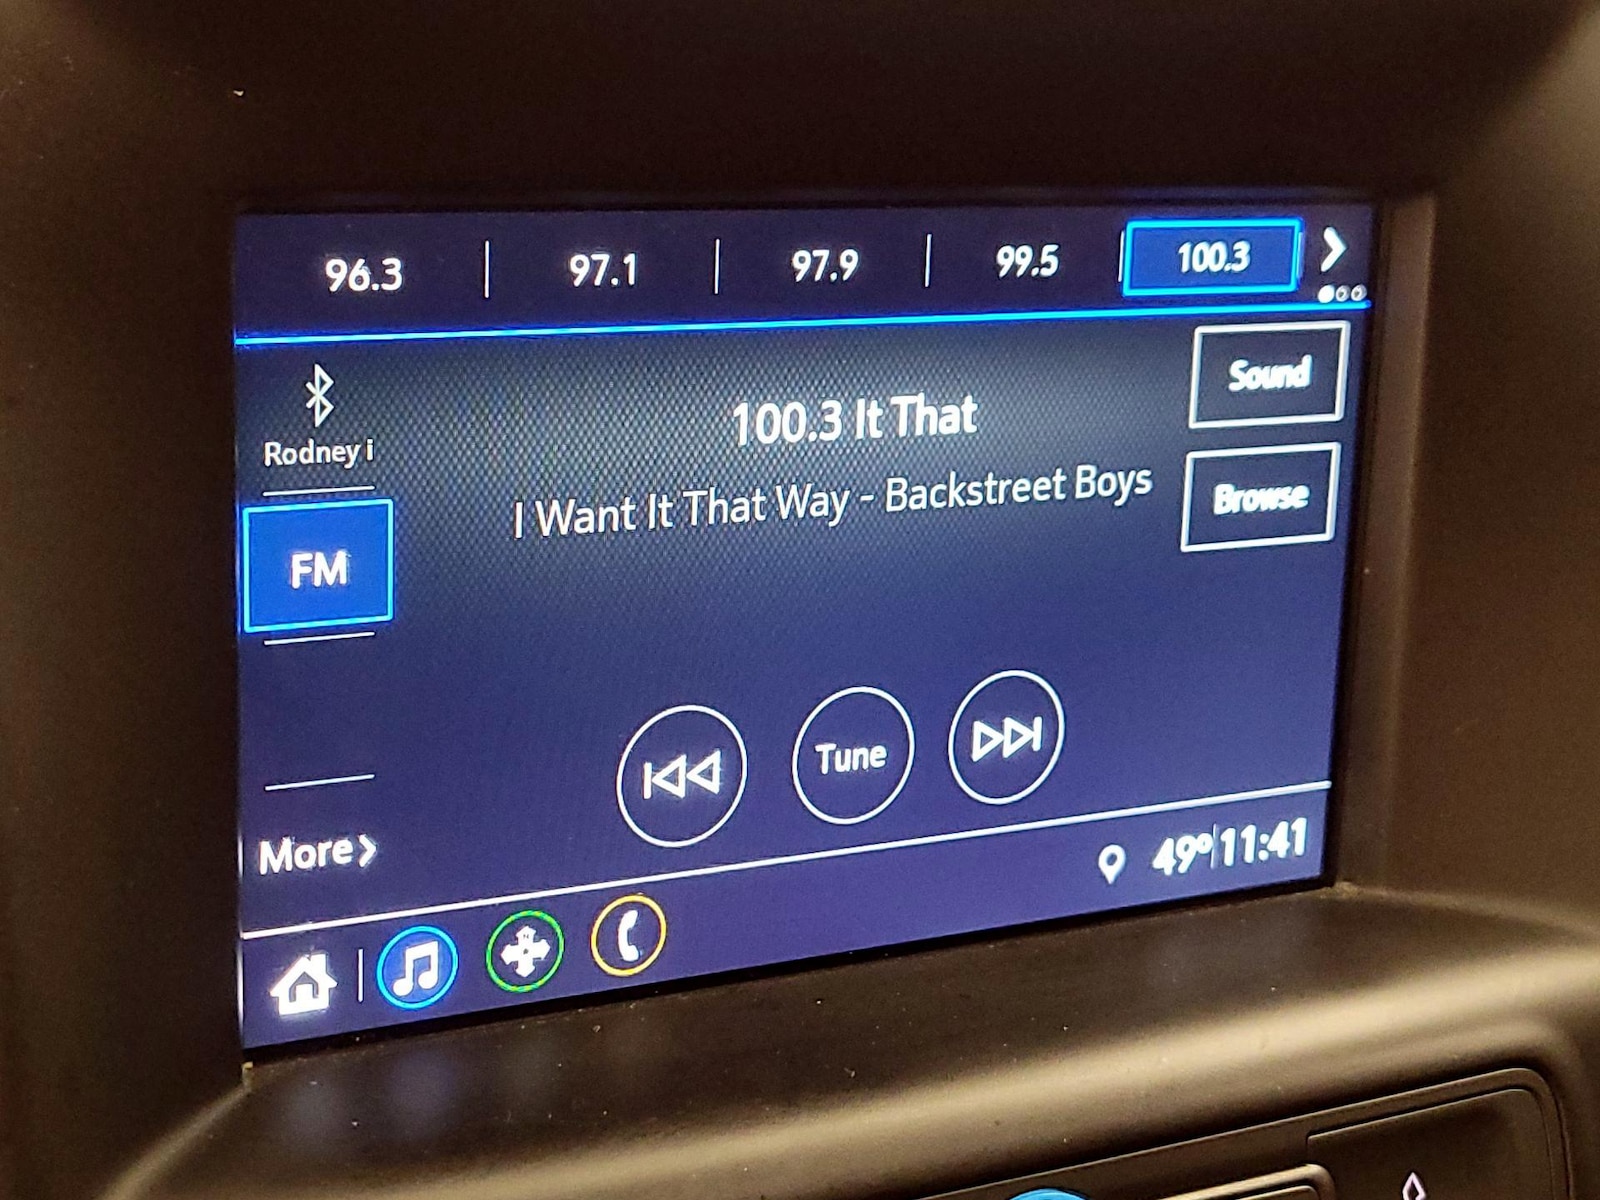 96.3 97.1 97.9 99.5 100.3
Rodney i
100.3 It That
Sound
I Want It That Way - Backstreet Boys
Browse
FM
Tune
More
49° 11:41